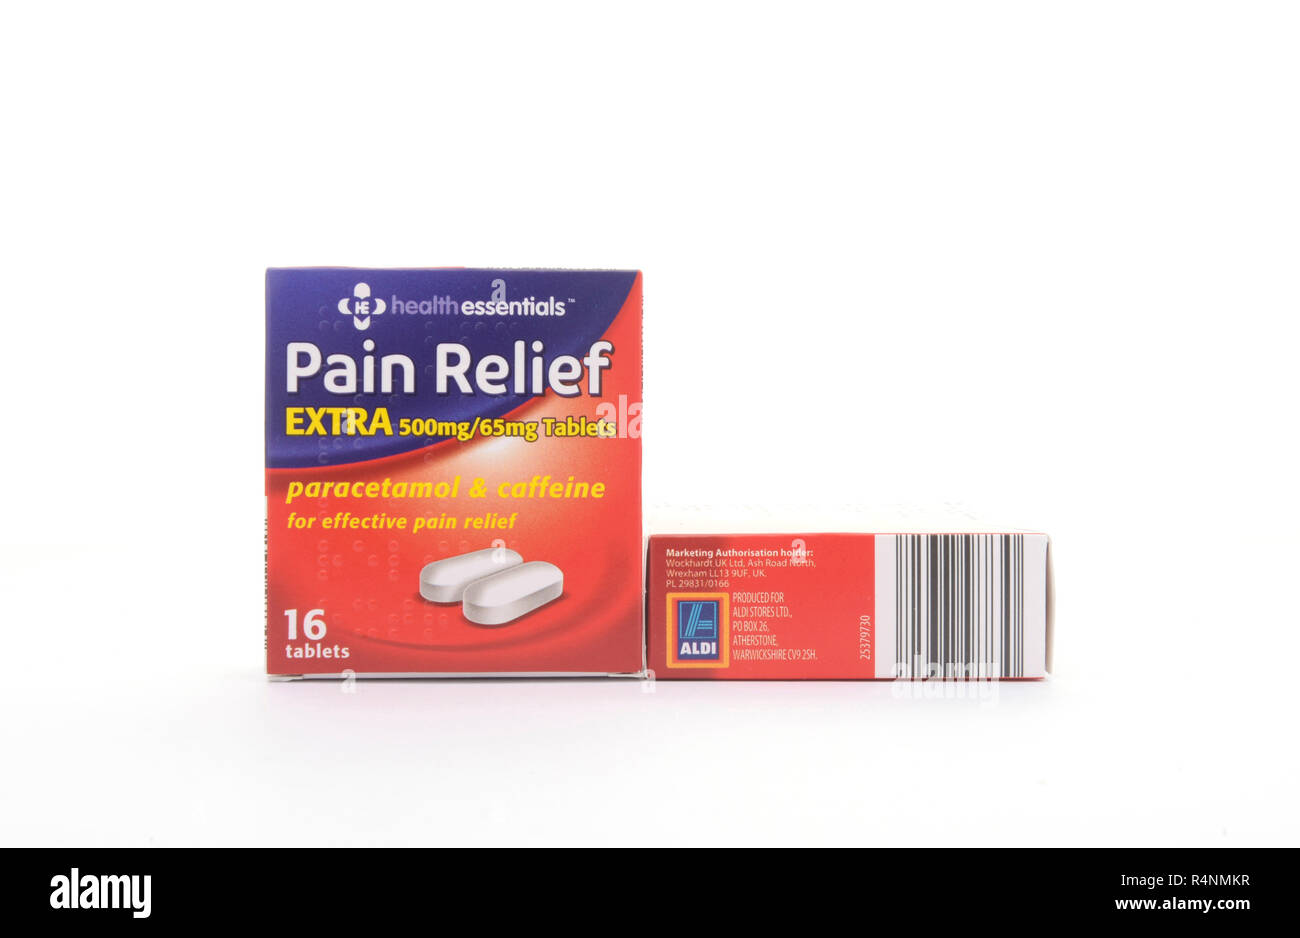 HE health essentials™
Pain Relief
EXTRA 500mg/65mg Tablets
paracetamol & caffeine
for effective pain relief
16
tablets
Marketing Authorisation holder:
Wockhardt UK Ltd, Ash Road North,
Wrexham LL13 9UF, UK.
PL 29831/0166
ALDI
PRODUCED FOR
ALDI STORES LTD.,
PO BOX 26,
ATHERSTONE,
WARWICKSHIRE CV9 2SH.
25379730
a
alamy
a
alamy
alamy
Image ID: R4NMKR
www.alamy.com